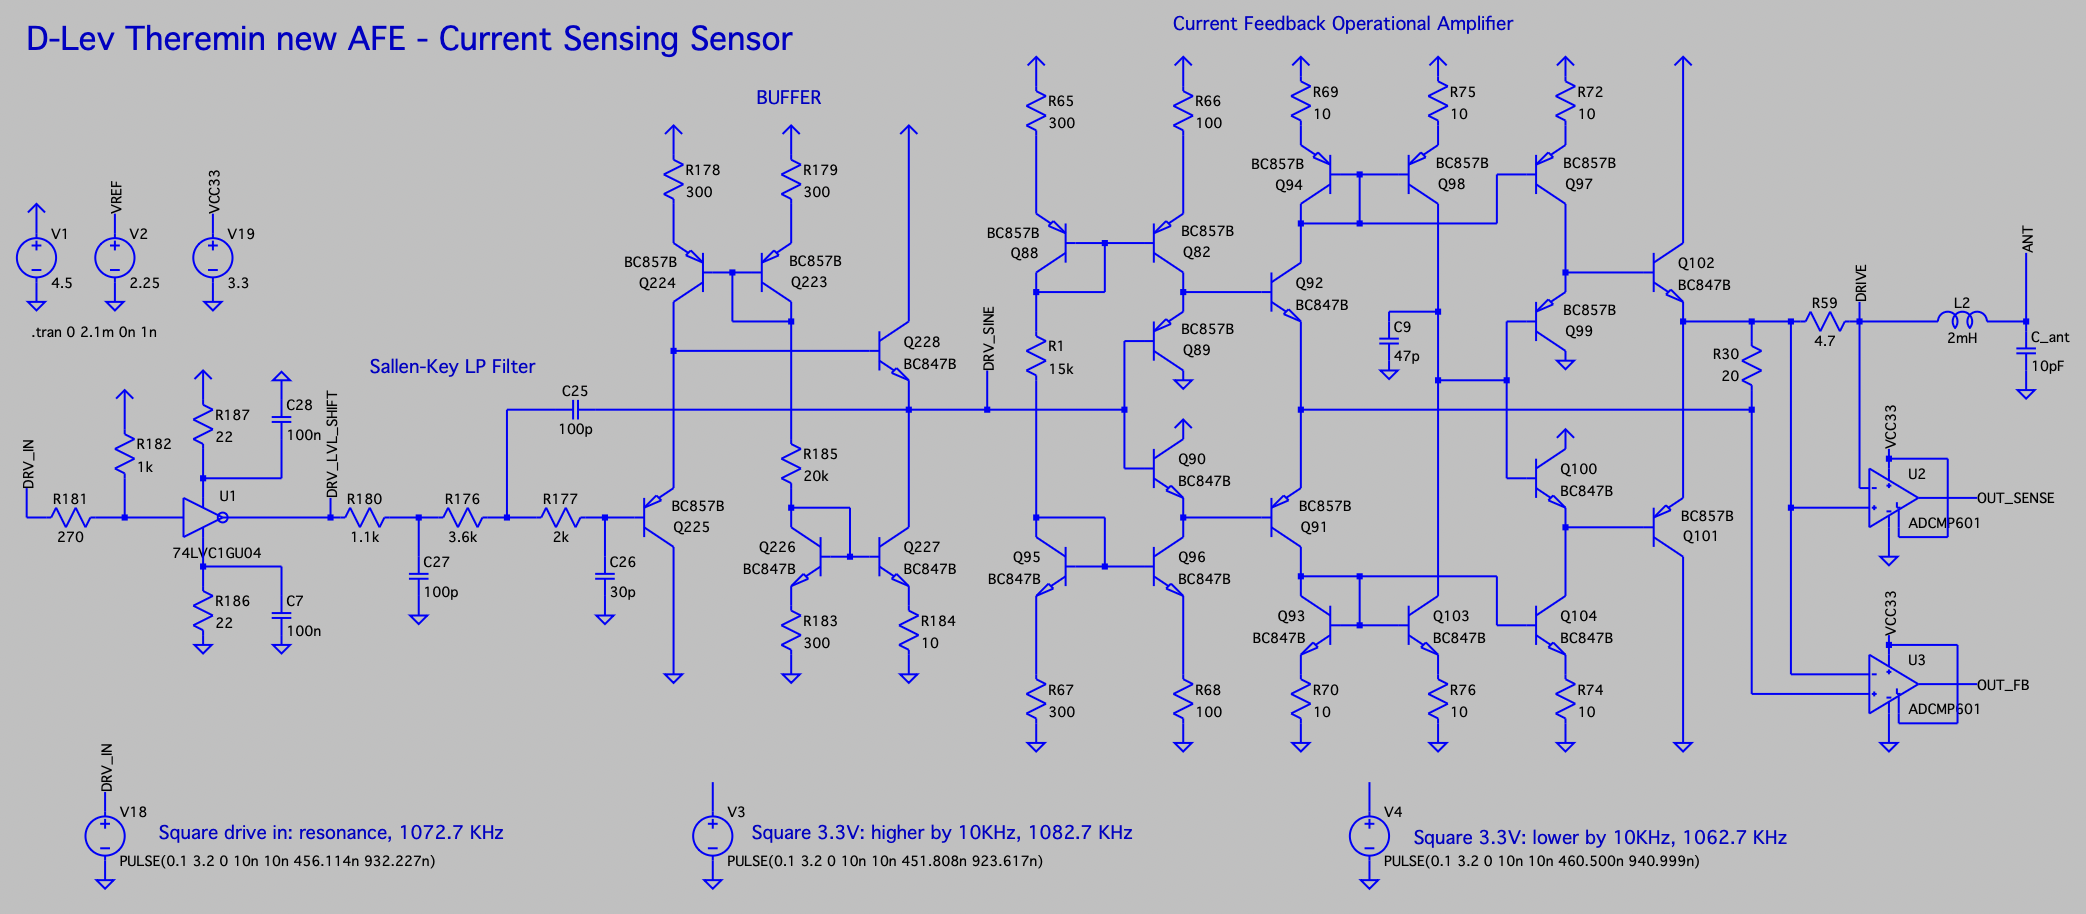 D-Lev Theremin new AFE - Current Sensing Sensor
Current Feedback Operational Amplifier
BUFFER
Sallen-Key LP Filter
VREF
VCC33
V1
4.5
V2
2.25
V19
3.3
.tran 0 2.1m 0n 1n
DRV_IN
R181
270
R182
1k
R187
22
C28
100n
U1
74LVC1GU04
R186
22
C7
100n
DRV_LVL_SHIFT
R180
1.1k
C27
100p
R176
3.6k
C25
100p
R177
2k
C26
30p
R178
300
R179
300
BC857B
Q224
BC857B
Q223
Q228
BC847B
BC857B
Q225
R185
20k
Q226
BC847B
Q227
BC847B
R183
300
R184
10
DRV_SINE
R65
300
R66
100
BC857B
Q88
BC857B
Q82
R1
15k
BC857B
Q89
Q90
BC847B
Q95
BC847B
Q96
BC847B
R67
300
R68
100
R69
10
R75
10
R72
10
BC857B
Q94
BC857B
Q98
BC857B
Q97
Q92
BC847B
C9
47p
BC857B
Q99
Q102
BC847B
BC857B
Q91
Q100
BC847B
BC857B
Q101
Q93
BC847B
Q103
BC847B
Q104
BC847B
R70
10
R76
10
R74
10
R59
4.7
R30
20
DRIVE
L2
2mH
ANT
C_ant
10pF
VCC33
U2
OUT_SENSE
ADCMP601
VCC33
U3
OUT_FB
ADCMP601
DRV_IN
V18
Square drive in: resonance, 1072.7 KHz
PULSE(0.1 3.2 0 10n 10n 456.114n 932.227n)
V3
Square 3.3V: higher by 10KHz, 1082.7 KHz
PULSE(0.1 3.2 0 10n 10n 451.808n 923.617n)
V4
Square 3.3V: lower by 10KHz, 1062.7 KHz
PULSE(0.1 3.2 0 10n 10n 460.500n 940.999n)